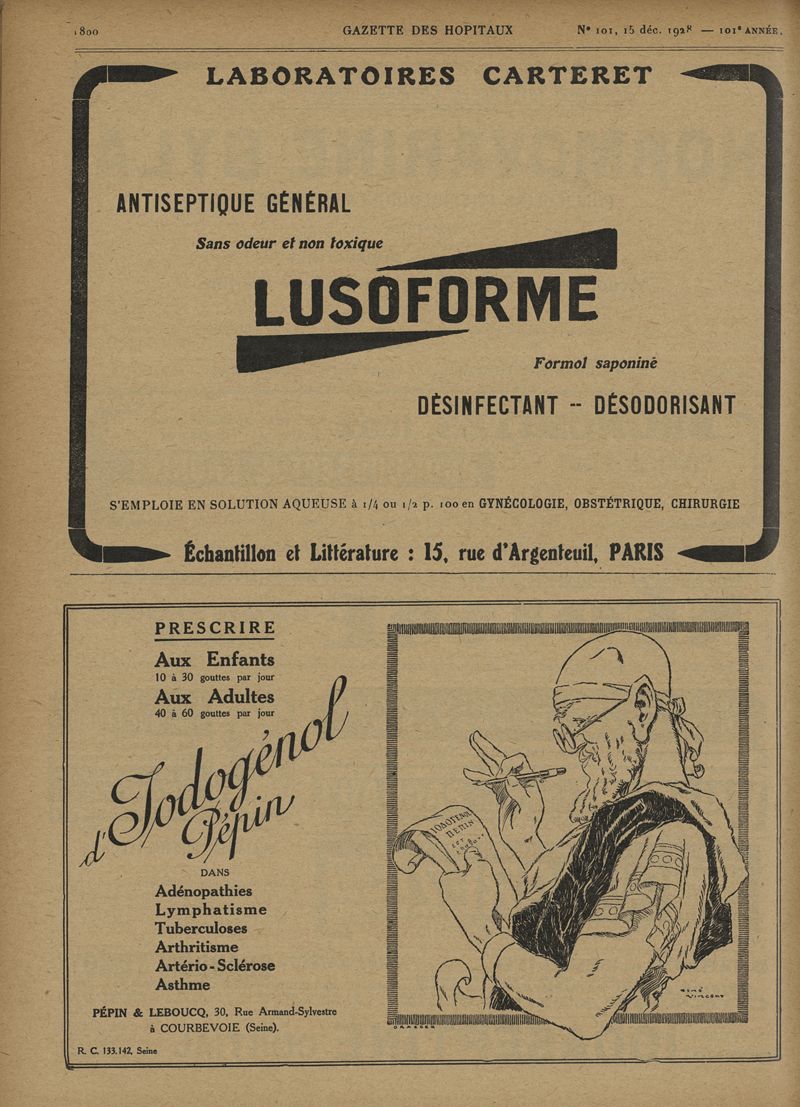 1800
GAZETTE DES HOPITAUX
N° 101, 15 déc. 1928 — 101e ANNÉE.
LABORATOIRES CARTERET
ANTISEPTIQUE GÉNÉRAL
Sans odeur et non toxique
LUSOFORME
Formol saponiné
DÉSINFECTANT -- DÉSODORISANT
S'EMPLOIE EN SOLUTION AQUEUSE à 1/4 ou 1/2 p. 100 en GYNÉCOLOGIE, OBSTÉTRIQUE, CHIRURGIE
Échantillon et Littérature : 15, rue d'Argenteuil, PARIS
PRESCRIRE
Aux Enfants
10 à 30 gouttes par jour
Aux Adultes
40 à 60 gouttes par jour
d'Iodogénol
Pépin
DANS
Adénopathies
Lymphatisme
Tuberculoses
Arthritisme
Artério-Sclérose
Asthme
PÉPIN & LEBOUCQ, 30, Rue Armand-Sylvestre
à COURBEVOIE (Seine).
R. C. 133.142, Seine
RENÉ
VINCENT
DRAEGER